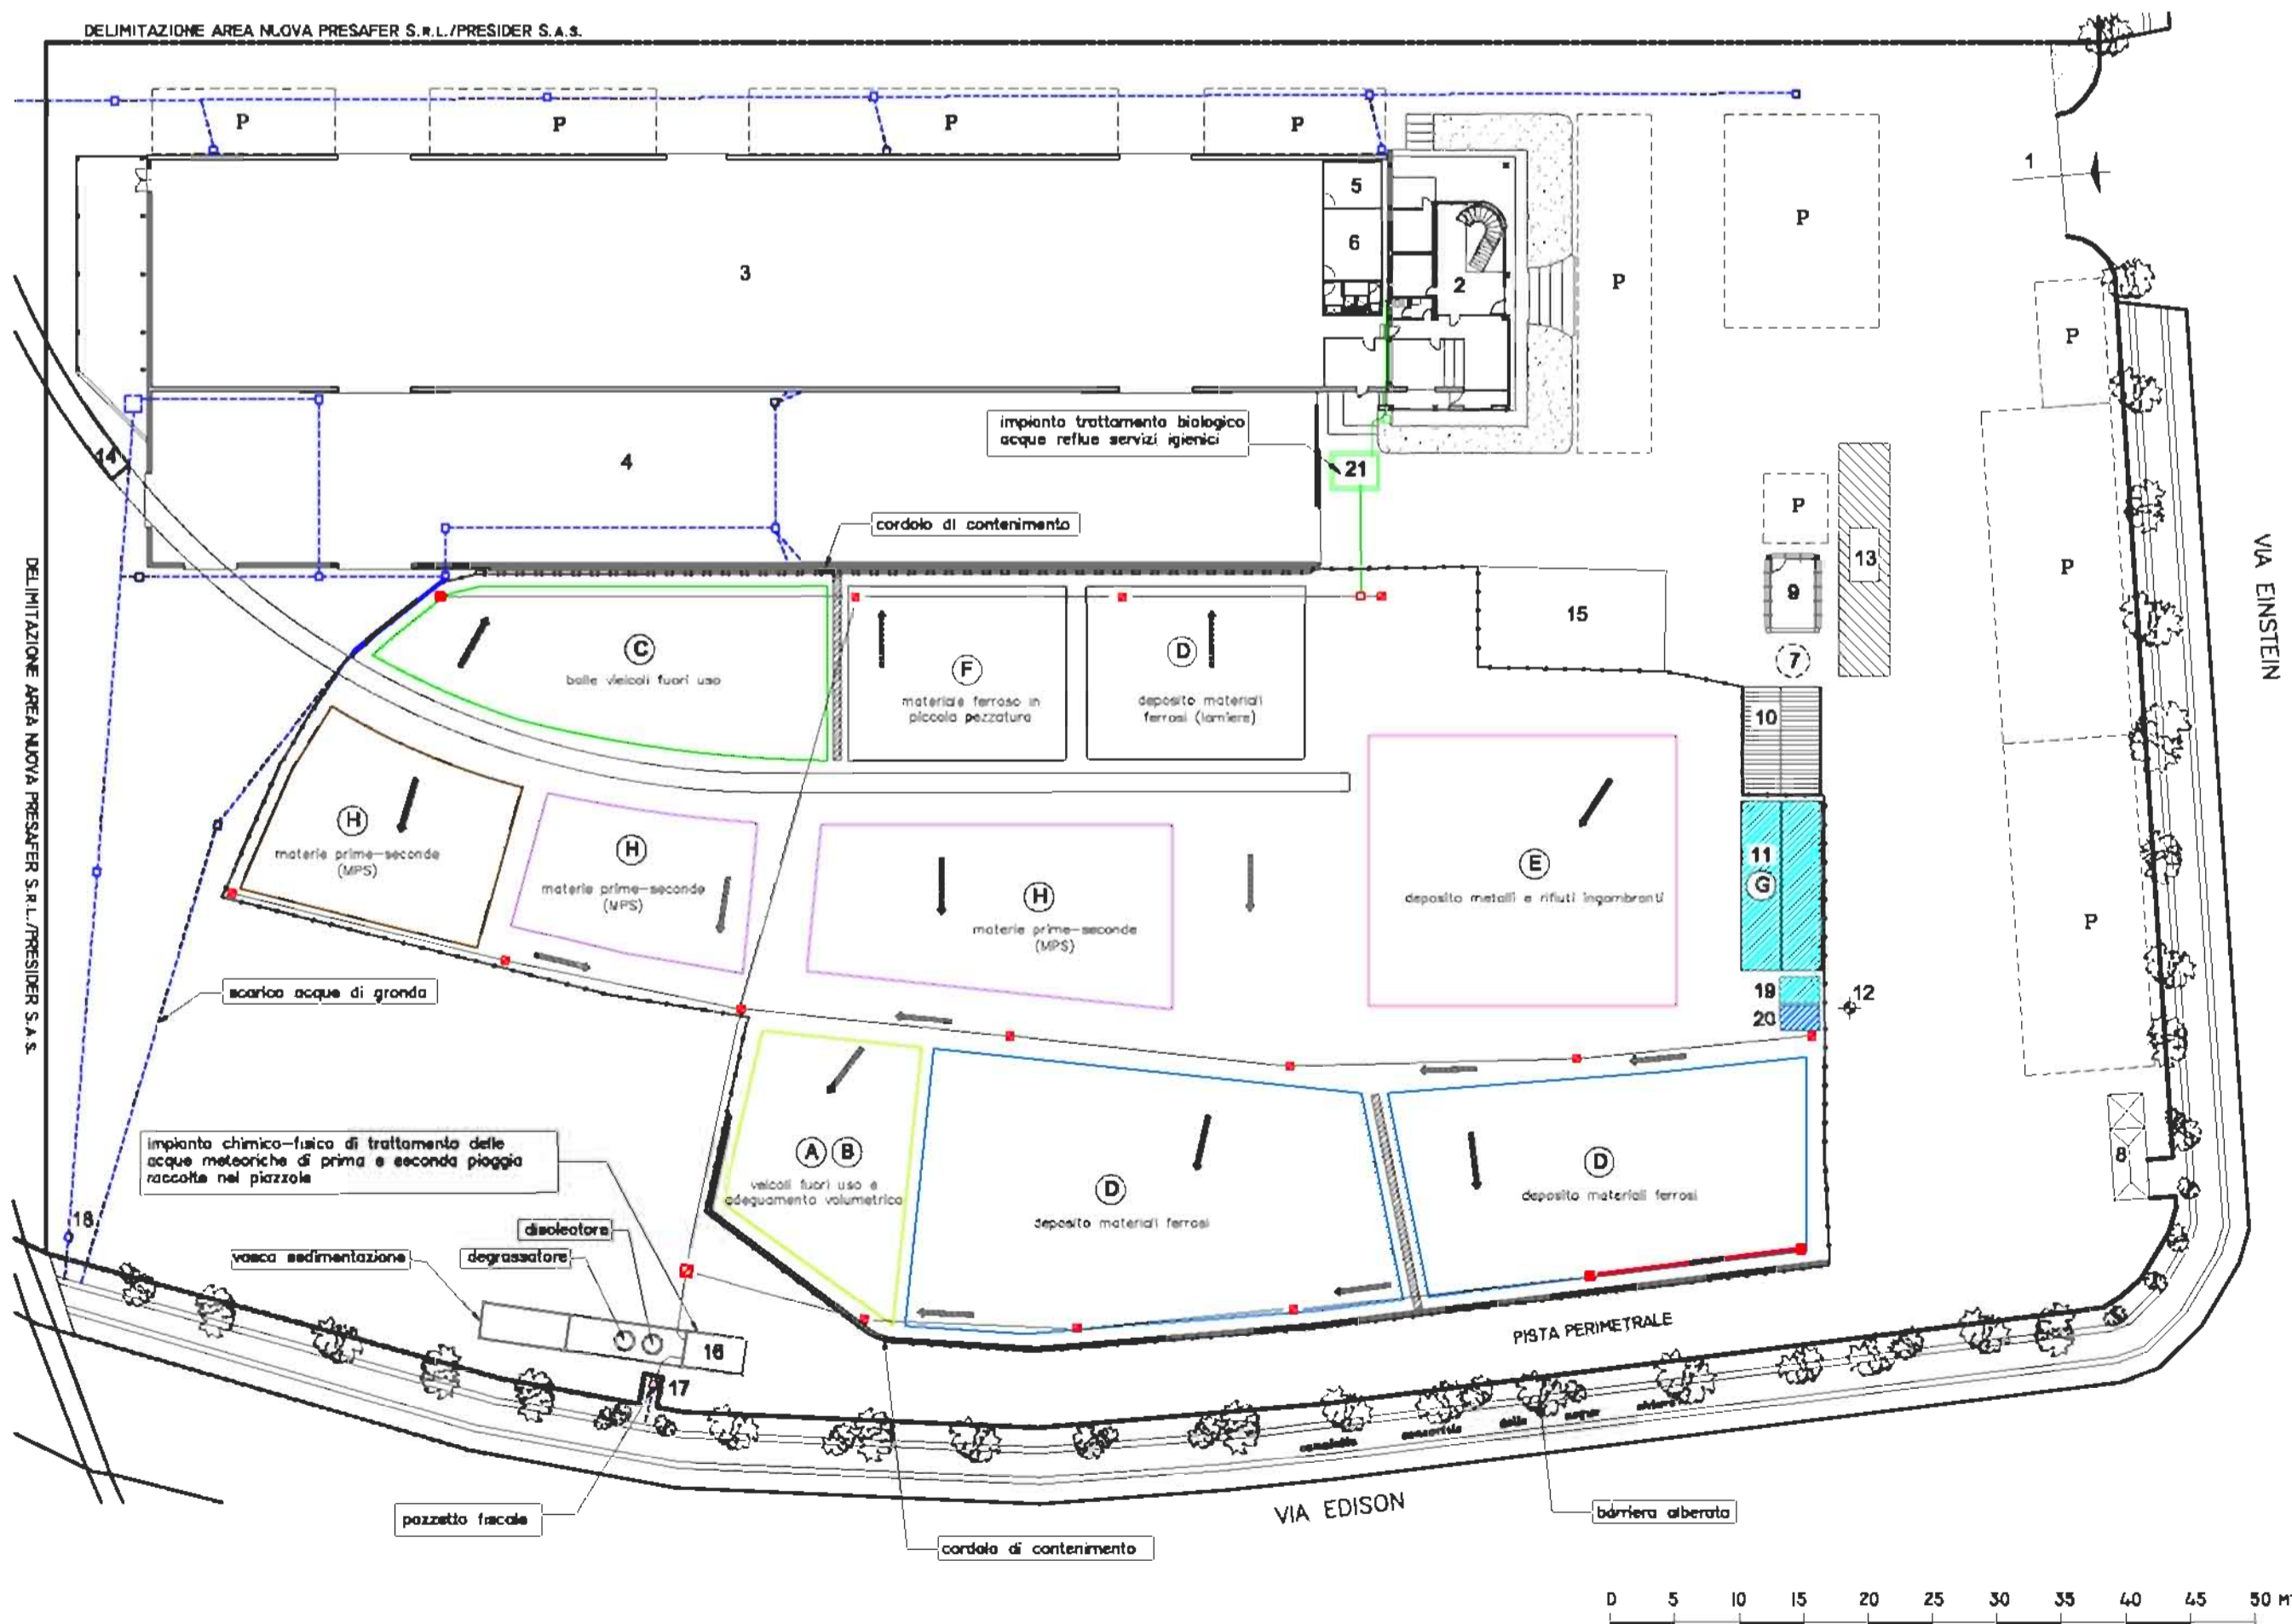 DELIMITAZIONE AREA NUOVA PRESAFER S.R.L./PRESIDER S.A.S.
P
P
P
P
1
5
P
P
6
2
3
P
impianto trattamento biologico
acque reflue servizi igienici
14
4
21
P
cordolo di contenimento
13
VIA EINSTEIN
P
9
15
C
balle vieicoli fuori uso
F
materiale ferroso in
piccola pezzatura
D
deposito materiali
ferrosi (lamiere)
7
10
DELIMITAZIONE AREA NUOVA PRESAFER S.R.L./PRESIDER S.A.S.
H
materie prime-seconde
(MPS)
H
materie prime-seconde
(MPS)
H
materie prime-seconde
(MPS)
E
deposito metalli e rifiuti ingombranti
11
G
P
scarico acque di gronda
19
20
12
impianto chimico-fisico di trattamento delle
acque meteoriche di prima e seconda pioggia
raccolte nel piazzale
A B
veicoli fuori uso e
adeguamento volumetrico
D
deposito materiali ferrosi
D
deposito materiali ferrosi
8
18
disoleatore
vasca sedimentazione
degrassatore
16
17
PISTA PERIMETRALE
pozzetto fiscale
VIA EDISON
barriera alberata
cordolo di contenimento
0 5 10 15 20 25 30 35 40 45 50 M